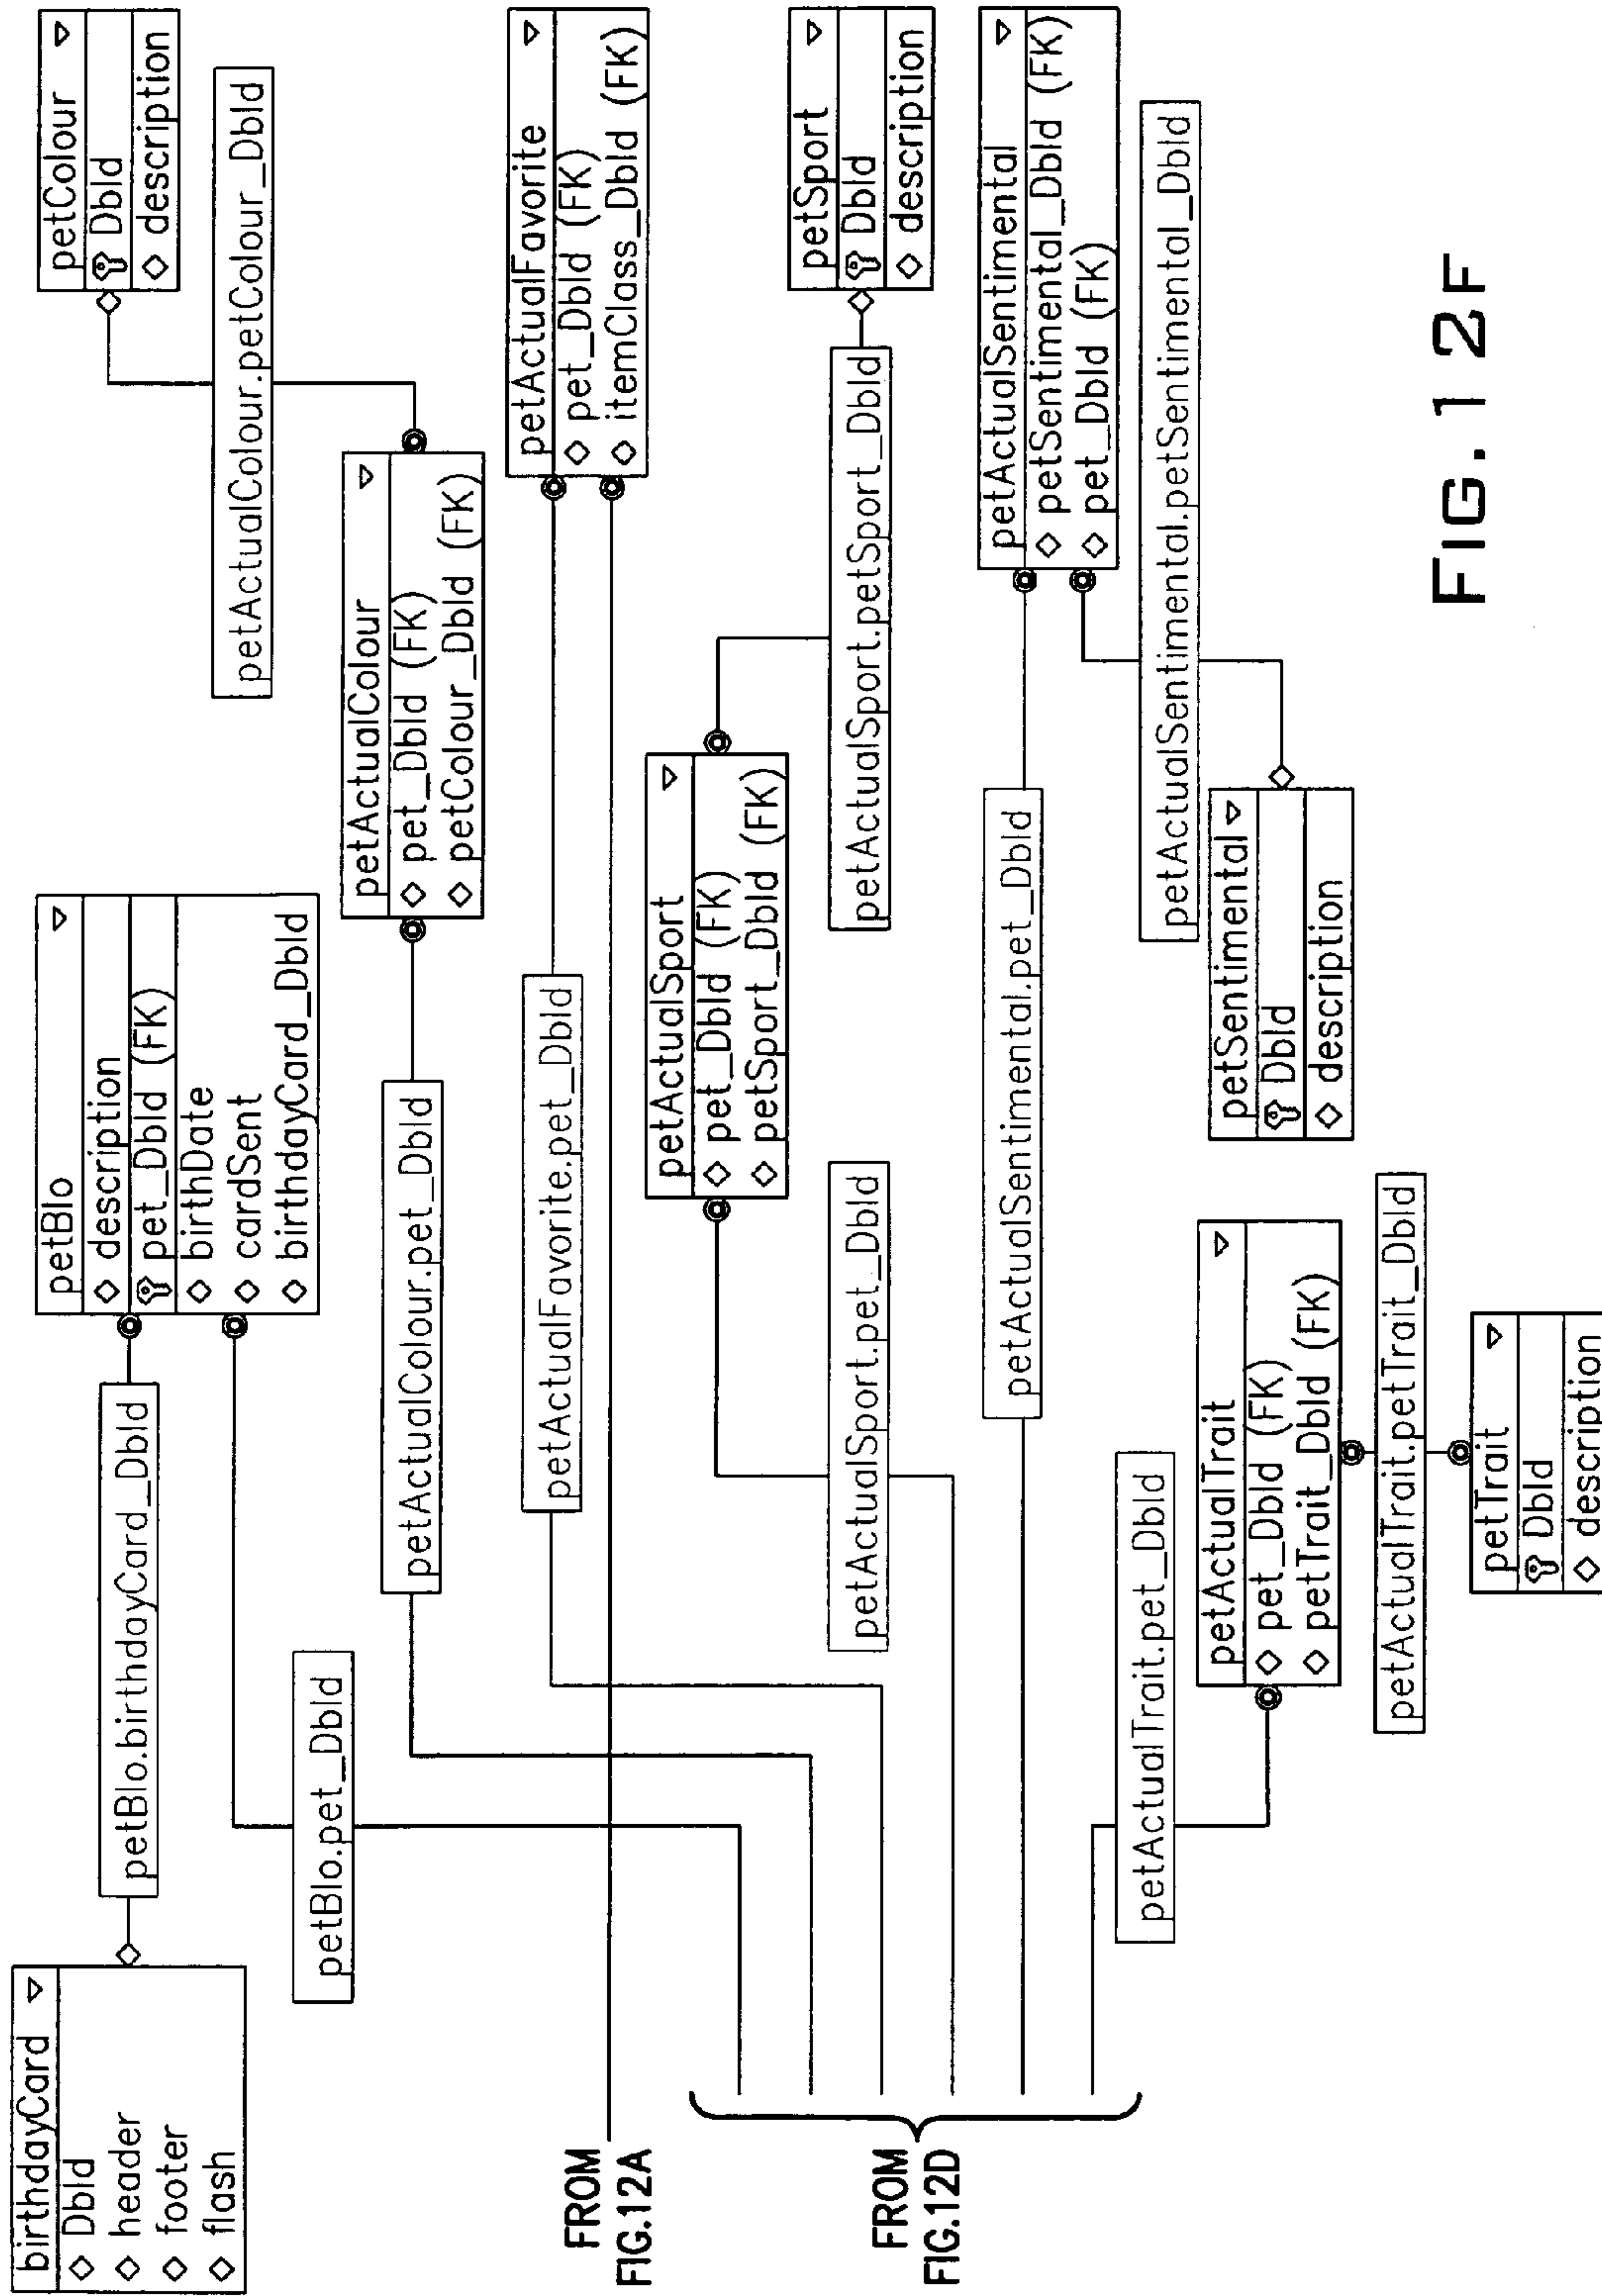 birthdayCard
DbId
header
footer
flash
petBIo.birthdayCard_DbId
petBIo
description
pet_DbId (FK)
birthDate
cardSent
birthdayCard_DbId
petColour
DbId
description
petActualColour.petColour_DbId
petBIo.pet_DbId
petActualColour.pet_DbId
petActualColour
pet_DbId (FK)
petColour_DbId (FK)
petActualFavorite.pet_DbId
petActualFavorite
pet_DbId (FK)
itemClass_DbId (FK)
FROM
FIG.12A
petActualSport
pet_DbId (FK)
petSport_DbId (FK)
petSport
DbId
description
petActualSport.pet_DbId
petActualSport.petSport_DbId
FROM
FIG.12D
petActualSentimental.pet_DbId
petActualSentimental
petSentimental_DbId (FK)
pet_DbId (FK)
petActualTrait.pet_DbId
petActualSentimental.petSentimental_DbId
petActualTrait
pet_DbId (FK)
petTrait_DbId (FK)
petSentimental
DbId
description
petActualTrait.petTrait_DbId
petTrait
DbId
description
FIG. 12F